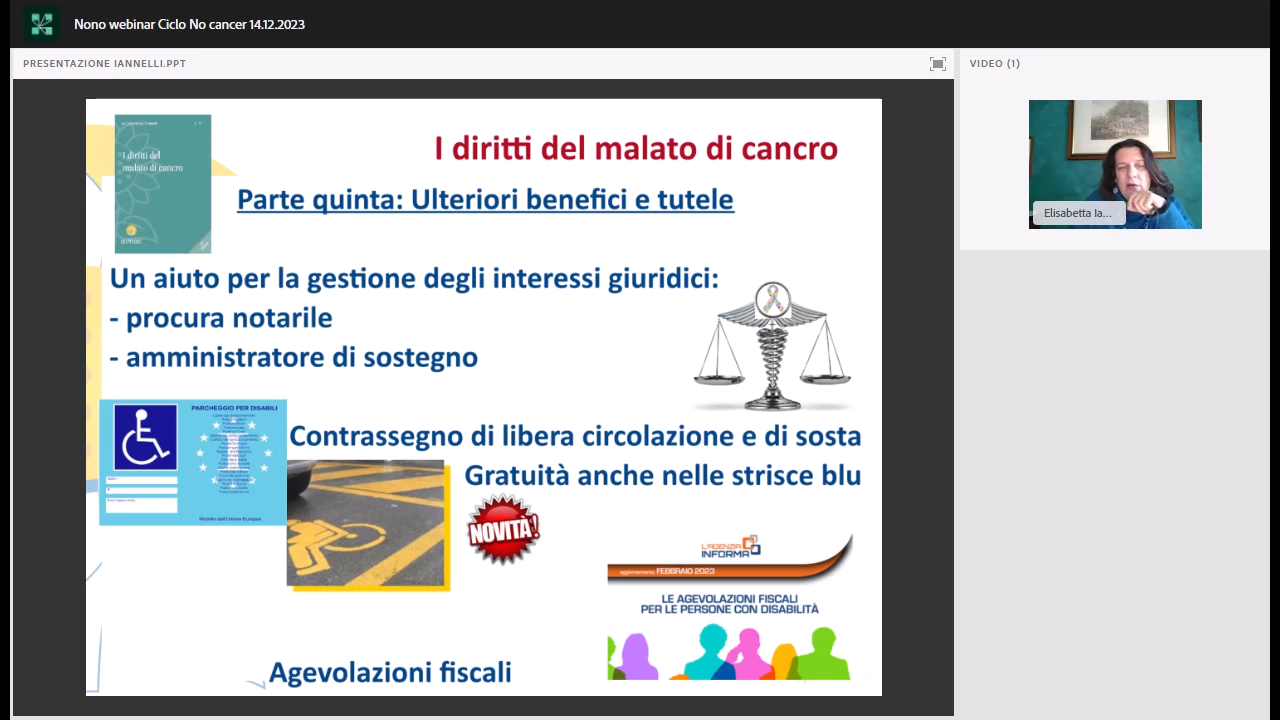 Nono webinar Ciclo No cancer 14.12.2023
PRESENTAZIONE IANNELLI.PPT
VIDEO (1)
I diritti del malato di cancro
I diritti del
malato di cancro
aimac
Parte quinta: Ulteriori benefici e tutele
Un aiuto per la gestione degli interessi giuridici:
- procura notarile
- amministratore di sostegno
Elisabetta Ia...
PARCHEGGIO PER DISABILI
Modello dell'Unione Europea
Contrassegno di libera circolazione e di sosta
Gratuità anche nelle strisce blu
NOVITÀ!
L'AGENZIA
INFORMA
aggiornamento FEBBRAIO 2023
LE AGEVOLAZIONI FISCALI
PER LE PERSONE CON DISABILITÀ
Agevolazioni fiscali